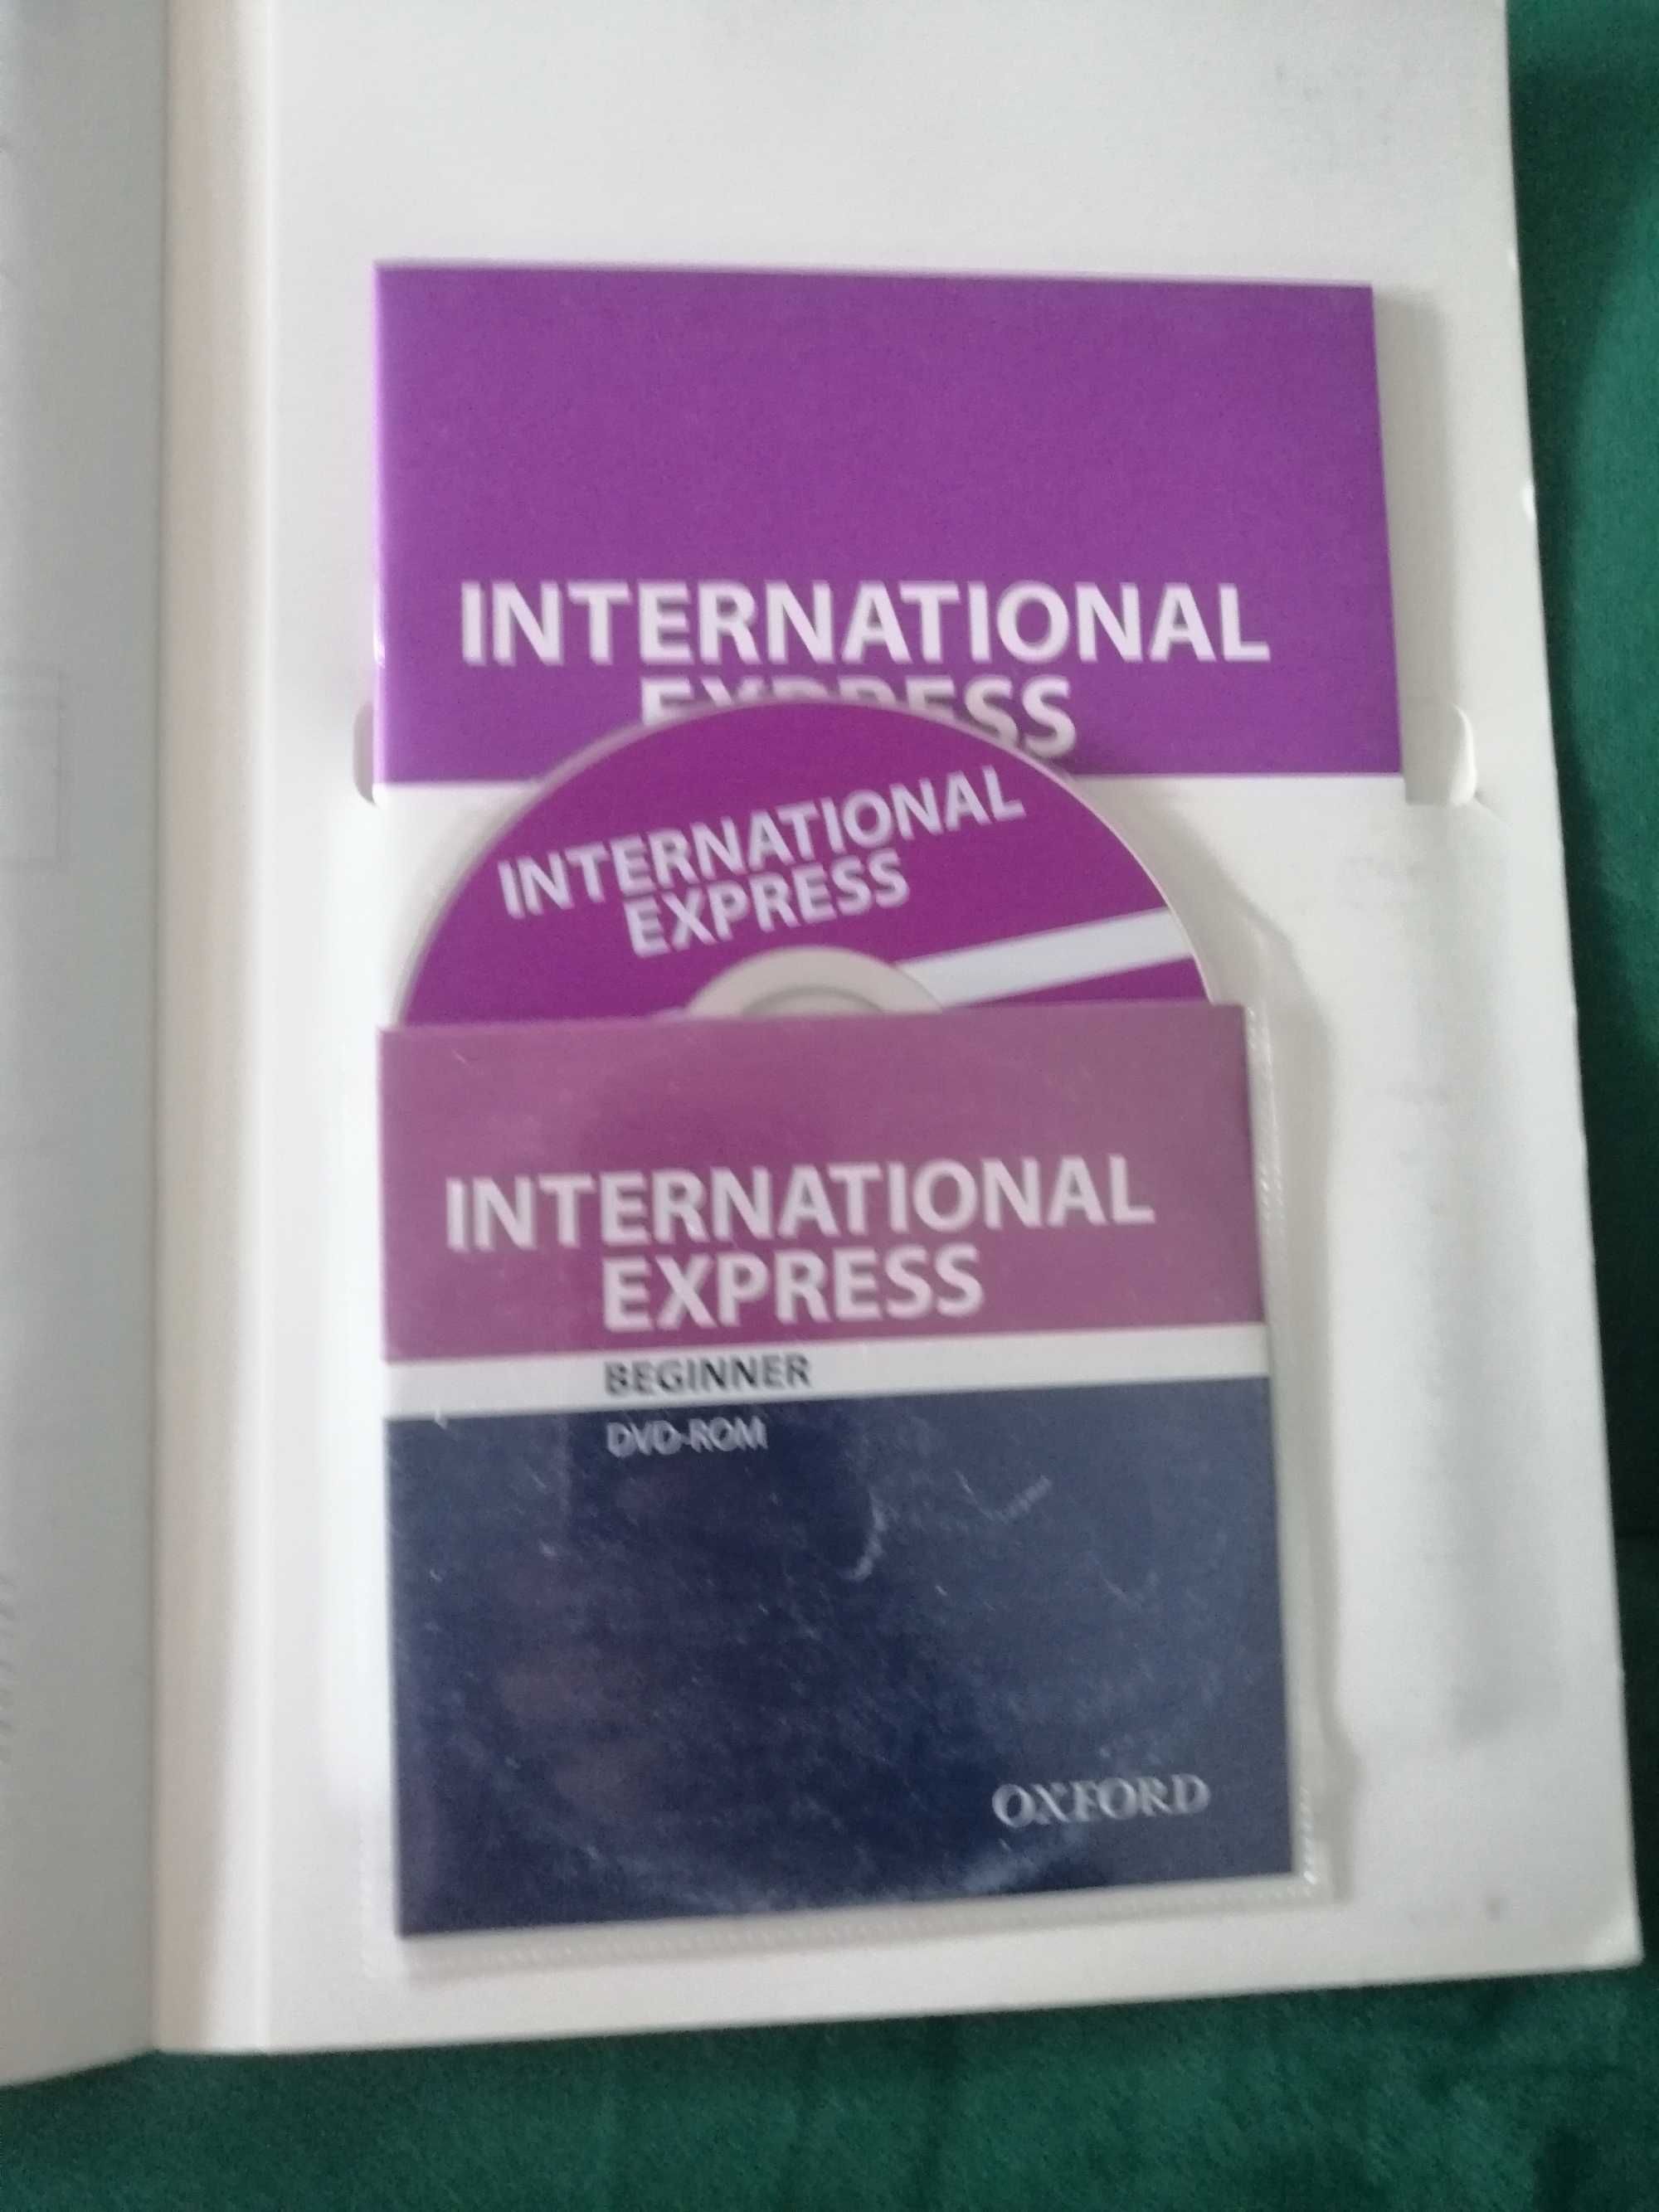 INTERNATIONAL
EXPRESS
INTERNATIONAL
EXPRESS
INTERNATIONAL
EXPRESS
BEGINNER
DVD-ROM
OXFORD